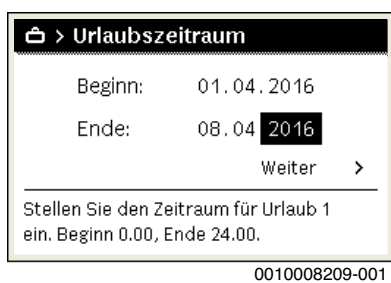 > Urlaubszeitraum
Beginn: 01.04.2016
Ende: 08.04 2016
Weiter >
Stellen Sie den Zeitraum für Urlaub 1
ein. Beginn 0.00, Ende 24.00.
0010008209-001